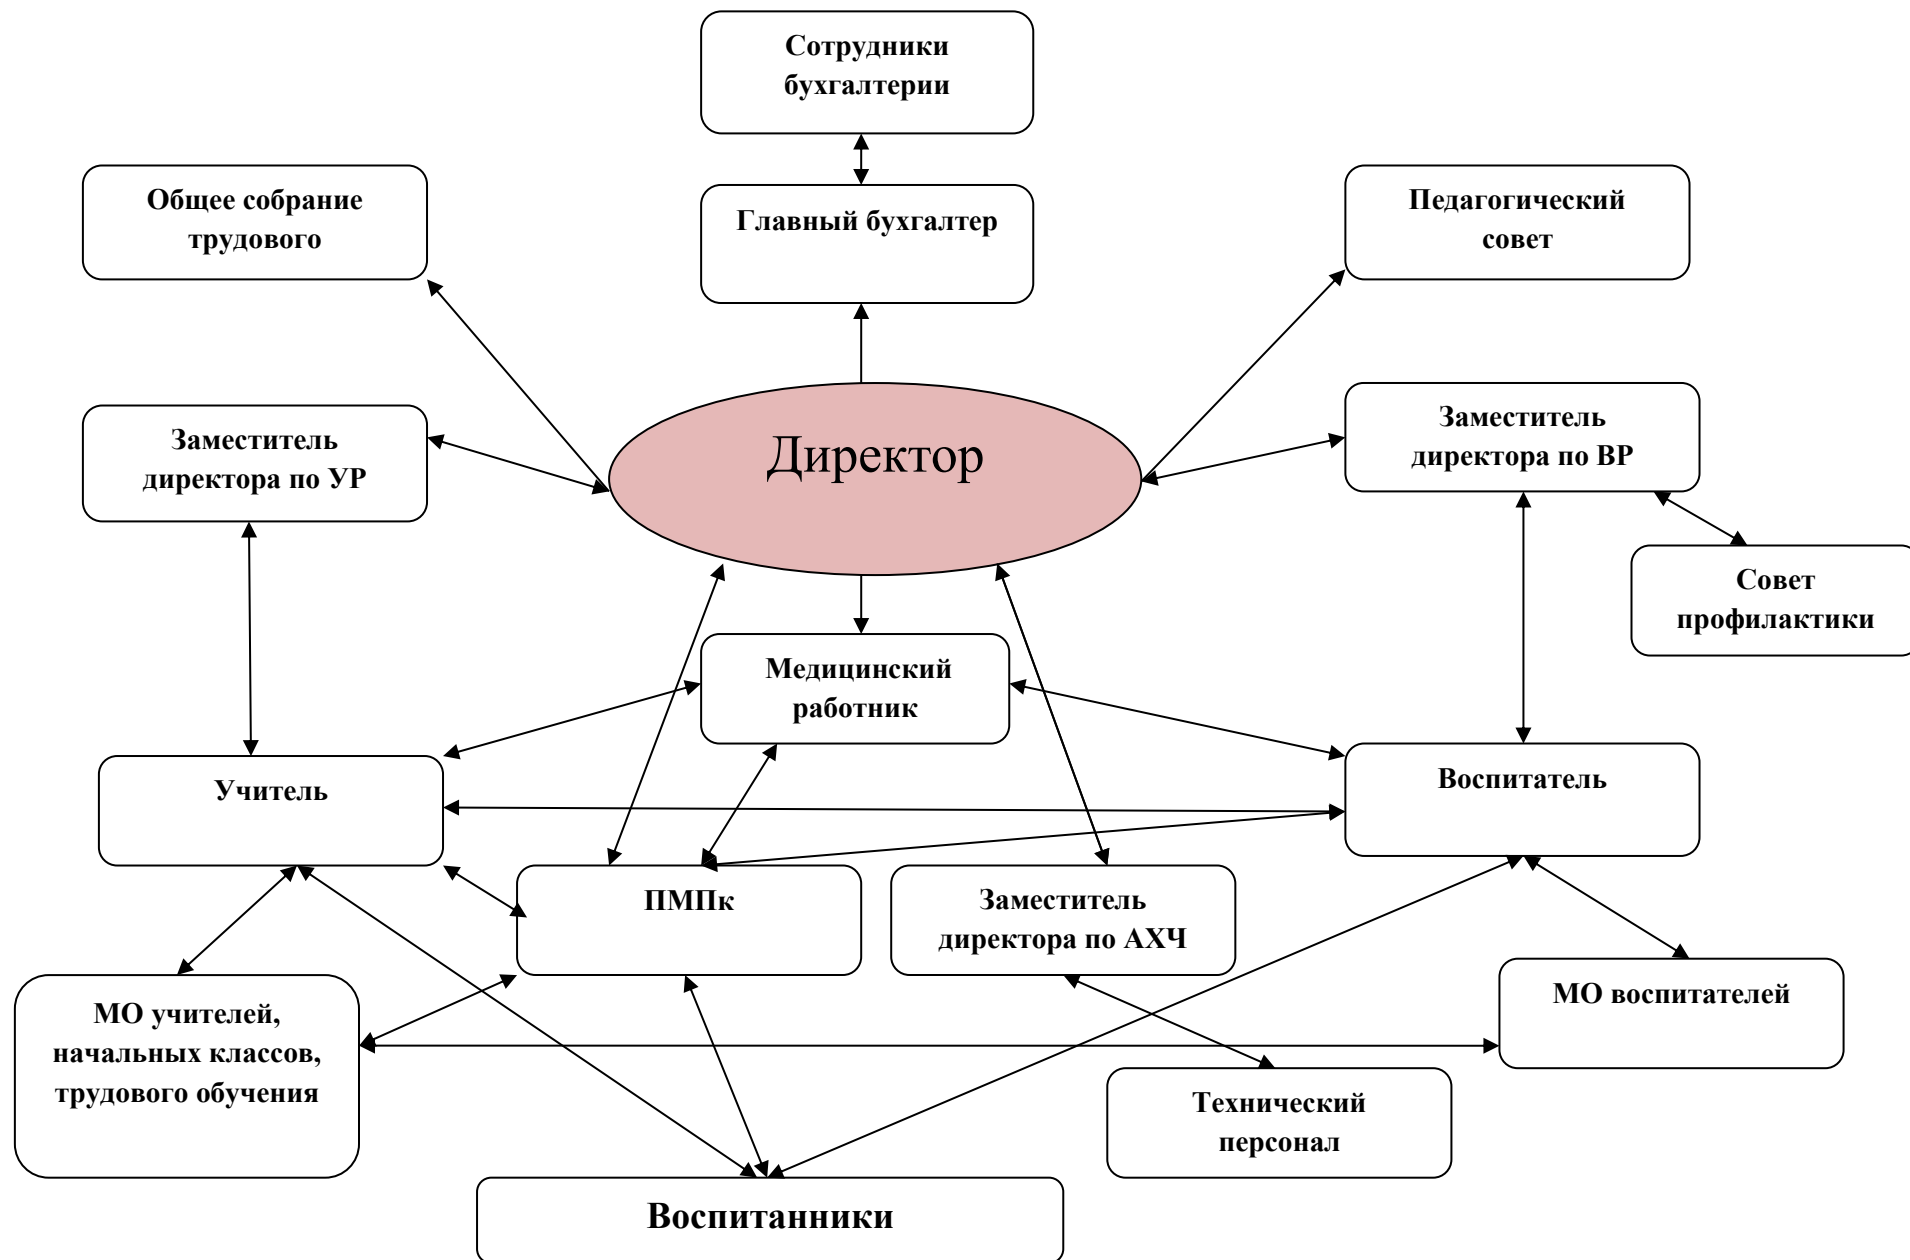 Сотрудники
бухгалтерии
Общее собрание
трудового
Главный бухгалтер
Педагогический
совет
Заместитель
директора по УР
Директор
Заместитель
директора по ВР
Совет
профилактики
Медицинский
работник
Учитель
Воспитатель
ПМПк
Заместитель
директора по АХЧ
МО учителей,
начальных классов,
трудового обучения
МО воспитателей
Технический
персонал
Воспитанники